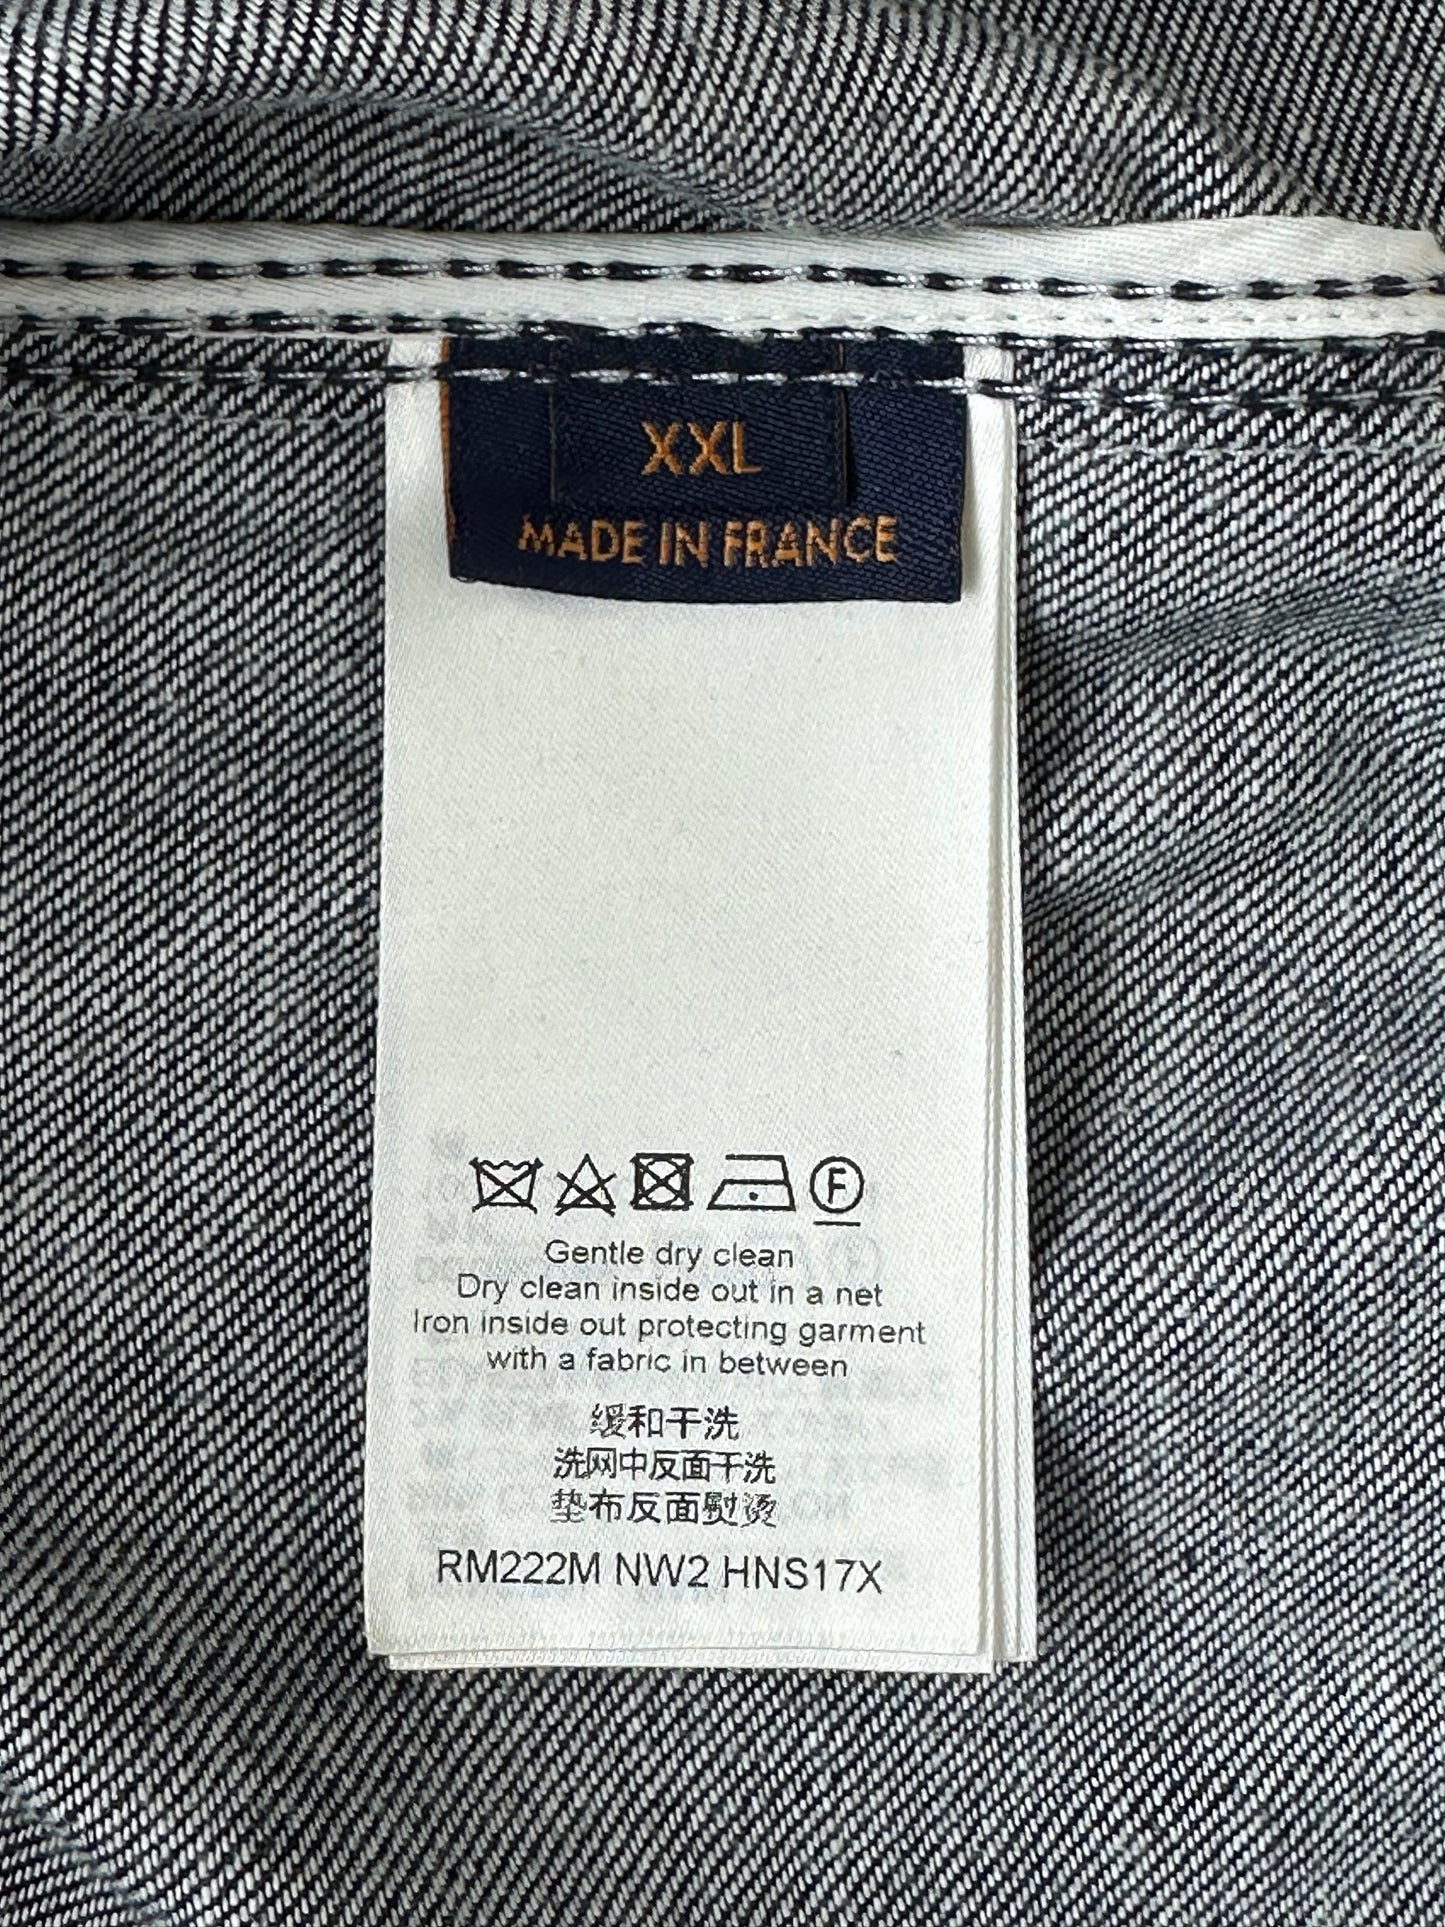 XXL
MADE IN FRANCE
F
Gentle dry clean
Dry clean inside out in a net
Iron inside out protecting garment
with a fabric in between
缓和干洗
洗网中反面干洗
垫布反面熨烫
RM222M NW2 HNS17X